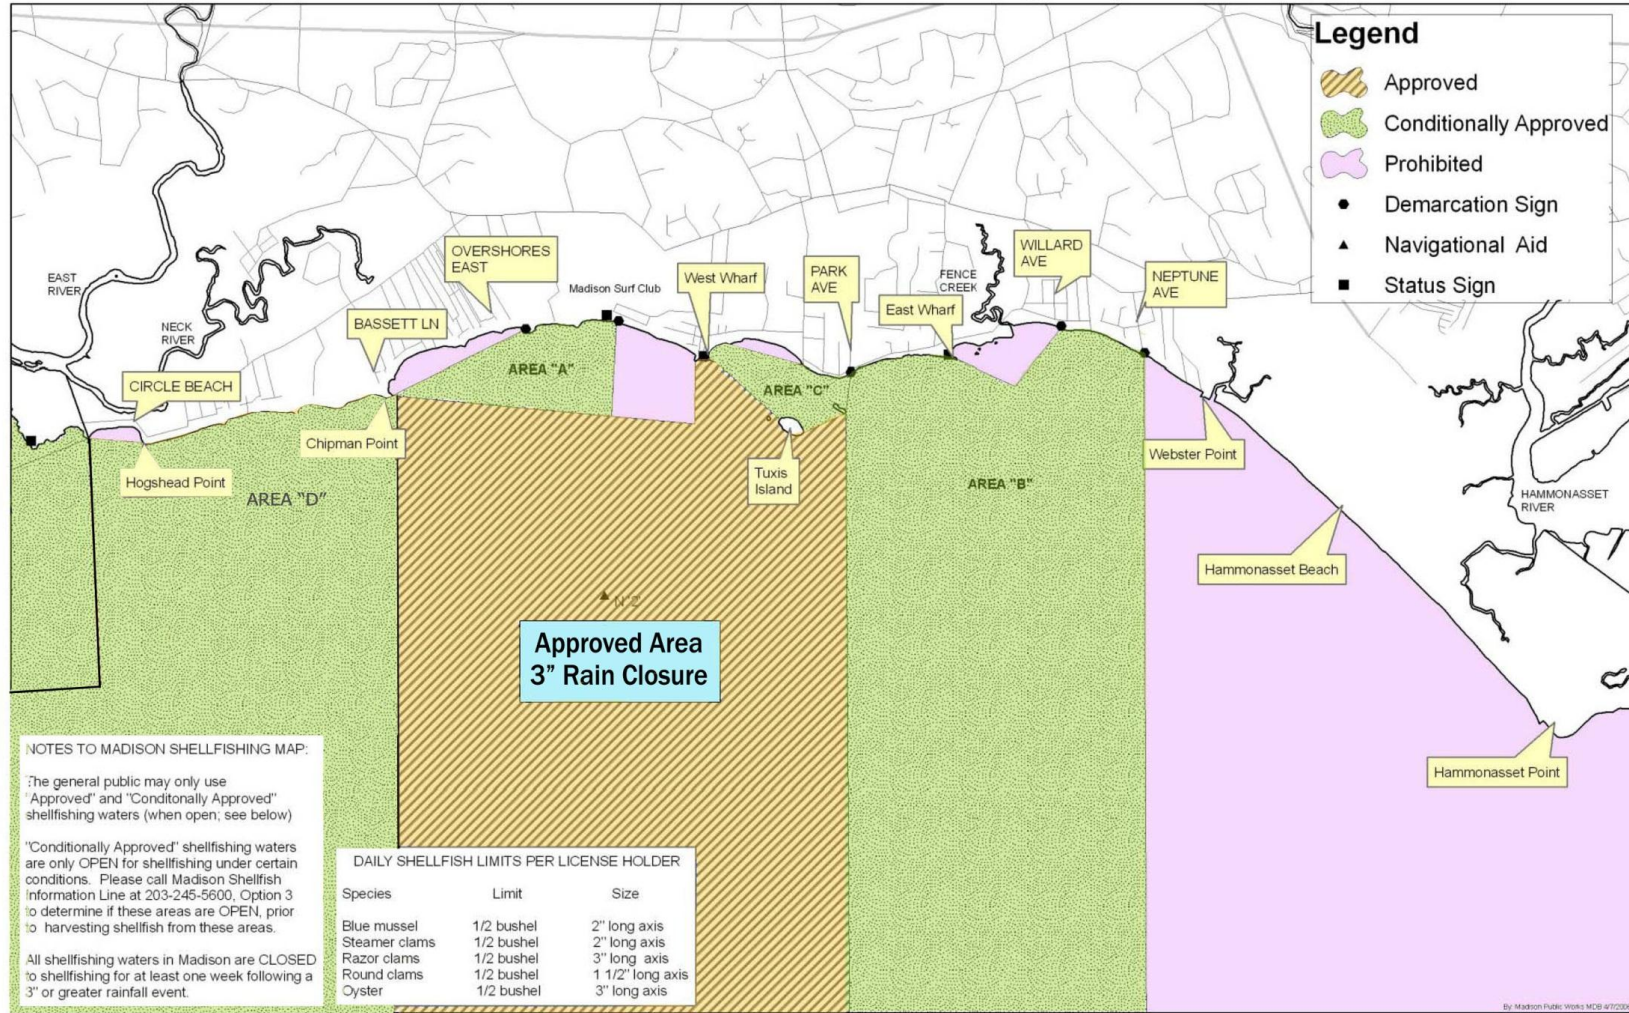 Legend
Approved
Conditionally Approved
Prohibited
Demarcation Sign
Navigational Aid
Status Sign
EAST
RIVER
NECK
RIVER
CIRCLE BEACH
Hogshead Point
BASSETT LN
Chipman Point
OVERSHORES
EAST
Madison Surf Club
West Wharf
PARK
AVE
East Wharf
FENCE
CREEK
WILLARD
AVE
NEPTUNE
AVE
AREA "A"
AREA "C"
Tuxis
Island
AREA "D"
AREA "B"
Webster Point
Hammonasset Beach
HAMMONASSET
RIVER
Hammonasset Point
N "2"
Approved Area
3" Rain Closure
NOTES TO MADISON SHELLFISHING MAP:
The general public may only use
"Approved" and "Conditonally Approved"
shellfishing waters (when open; see below)
"Conditionally Approved" shellfishing waters
are only OPEN for shellfishing under certain
conditions. Please call Madison Shellfish
Information Line at 203-245-5600, Option 3
to determine if these areas are OPEN, prior
to harvesting shellfish from these areas.
All shellfishing waters in Madison are CLOSED
to shellfishing for at least one week following a
3" or greater rainfall event.
DAILY SHELLFISH LIMITS PER LICENSE HOLDER
Species Limit Size
Blue mussel 1/2 bushel 2" long axis
Steamer clams 1/2 bushel 2" long axis
Razor clams 1/2 bushel 3" long axis
Round clams 1/2 bushel 1 1/2" long axis
Oyster 1/2 bushel 3" long axis
By: Madison Public Works MDB 4/7/2006